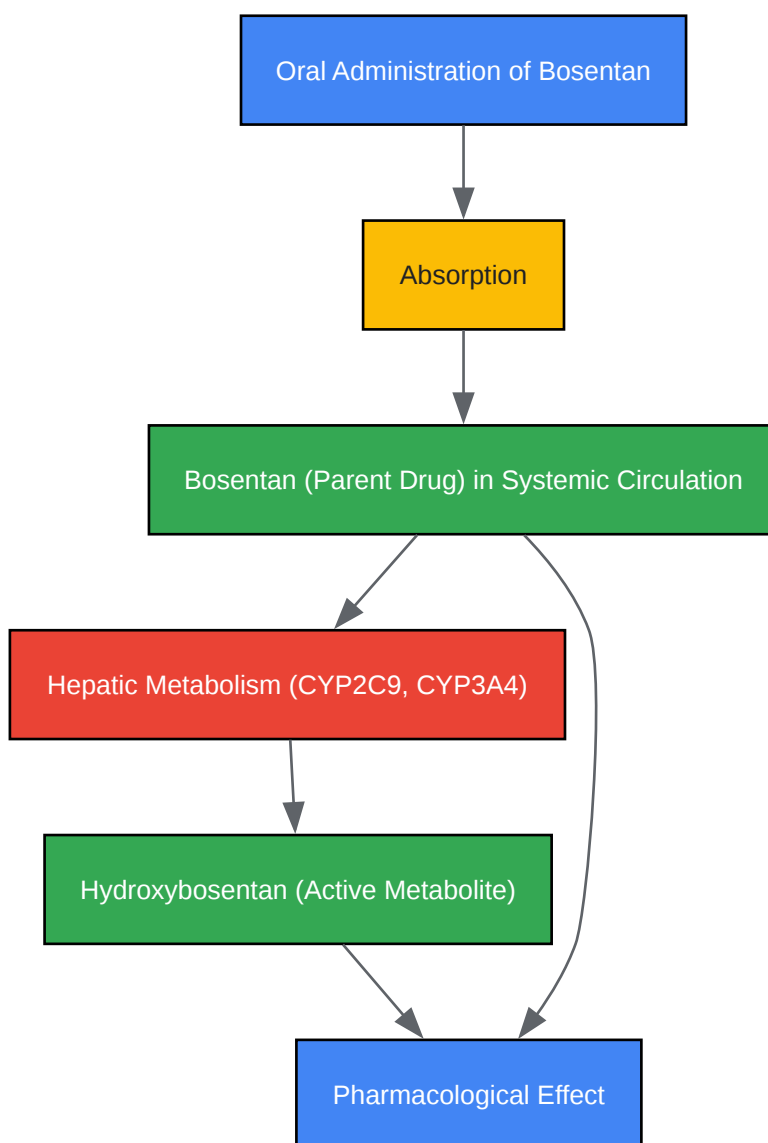 Oral Administration of Bosentan
Absorption
Bosentan (Parent Drug) in Systemic Circulation
Hepatic Metabolism (CYP2C9, CYP3A4)
Hydroxybosentan (Active Metabolite)
Pharmacological Effect